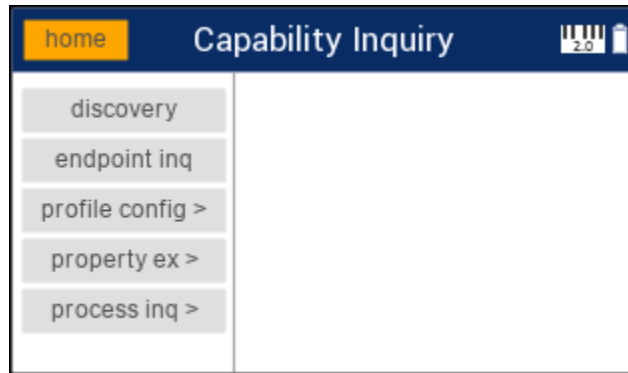 home
Capability Inquiry
2.0
discovery
endpoint inq
profile config >
property ex >
process inq >